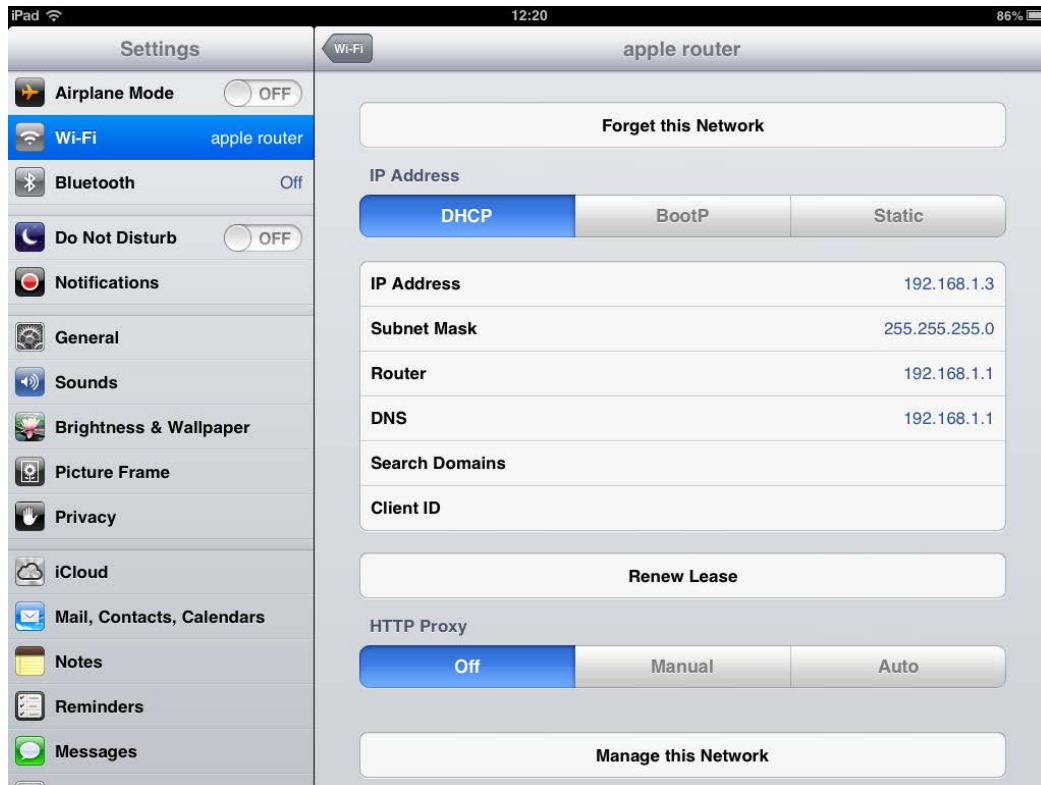 iPad 12:20 86%
Settings
Airplane Mode OFF
Wi-Fi apple router
Bluetooth Off
Do Not Disturb OFF
Notifications
General
Sounds
Brightness & Wallpaper
Picture Frame
Privacy
iCloud
Mail, Contacts, Calendars
Notes
Reminders
Messages
Wi-Fi apple router
Forget this Network
IP Address
DHCP BootP Static
IP Address 192.168.1.3
Subnet Mask 255.255.255.0
Router 192.168.1.1
DNS 192.168.1.1
Search Domains
Client ID
Renew Lease
HTTP Proxy
Off Manual Auto
Manage this Network